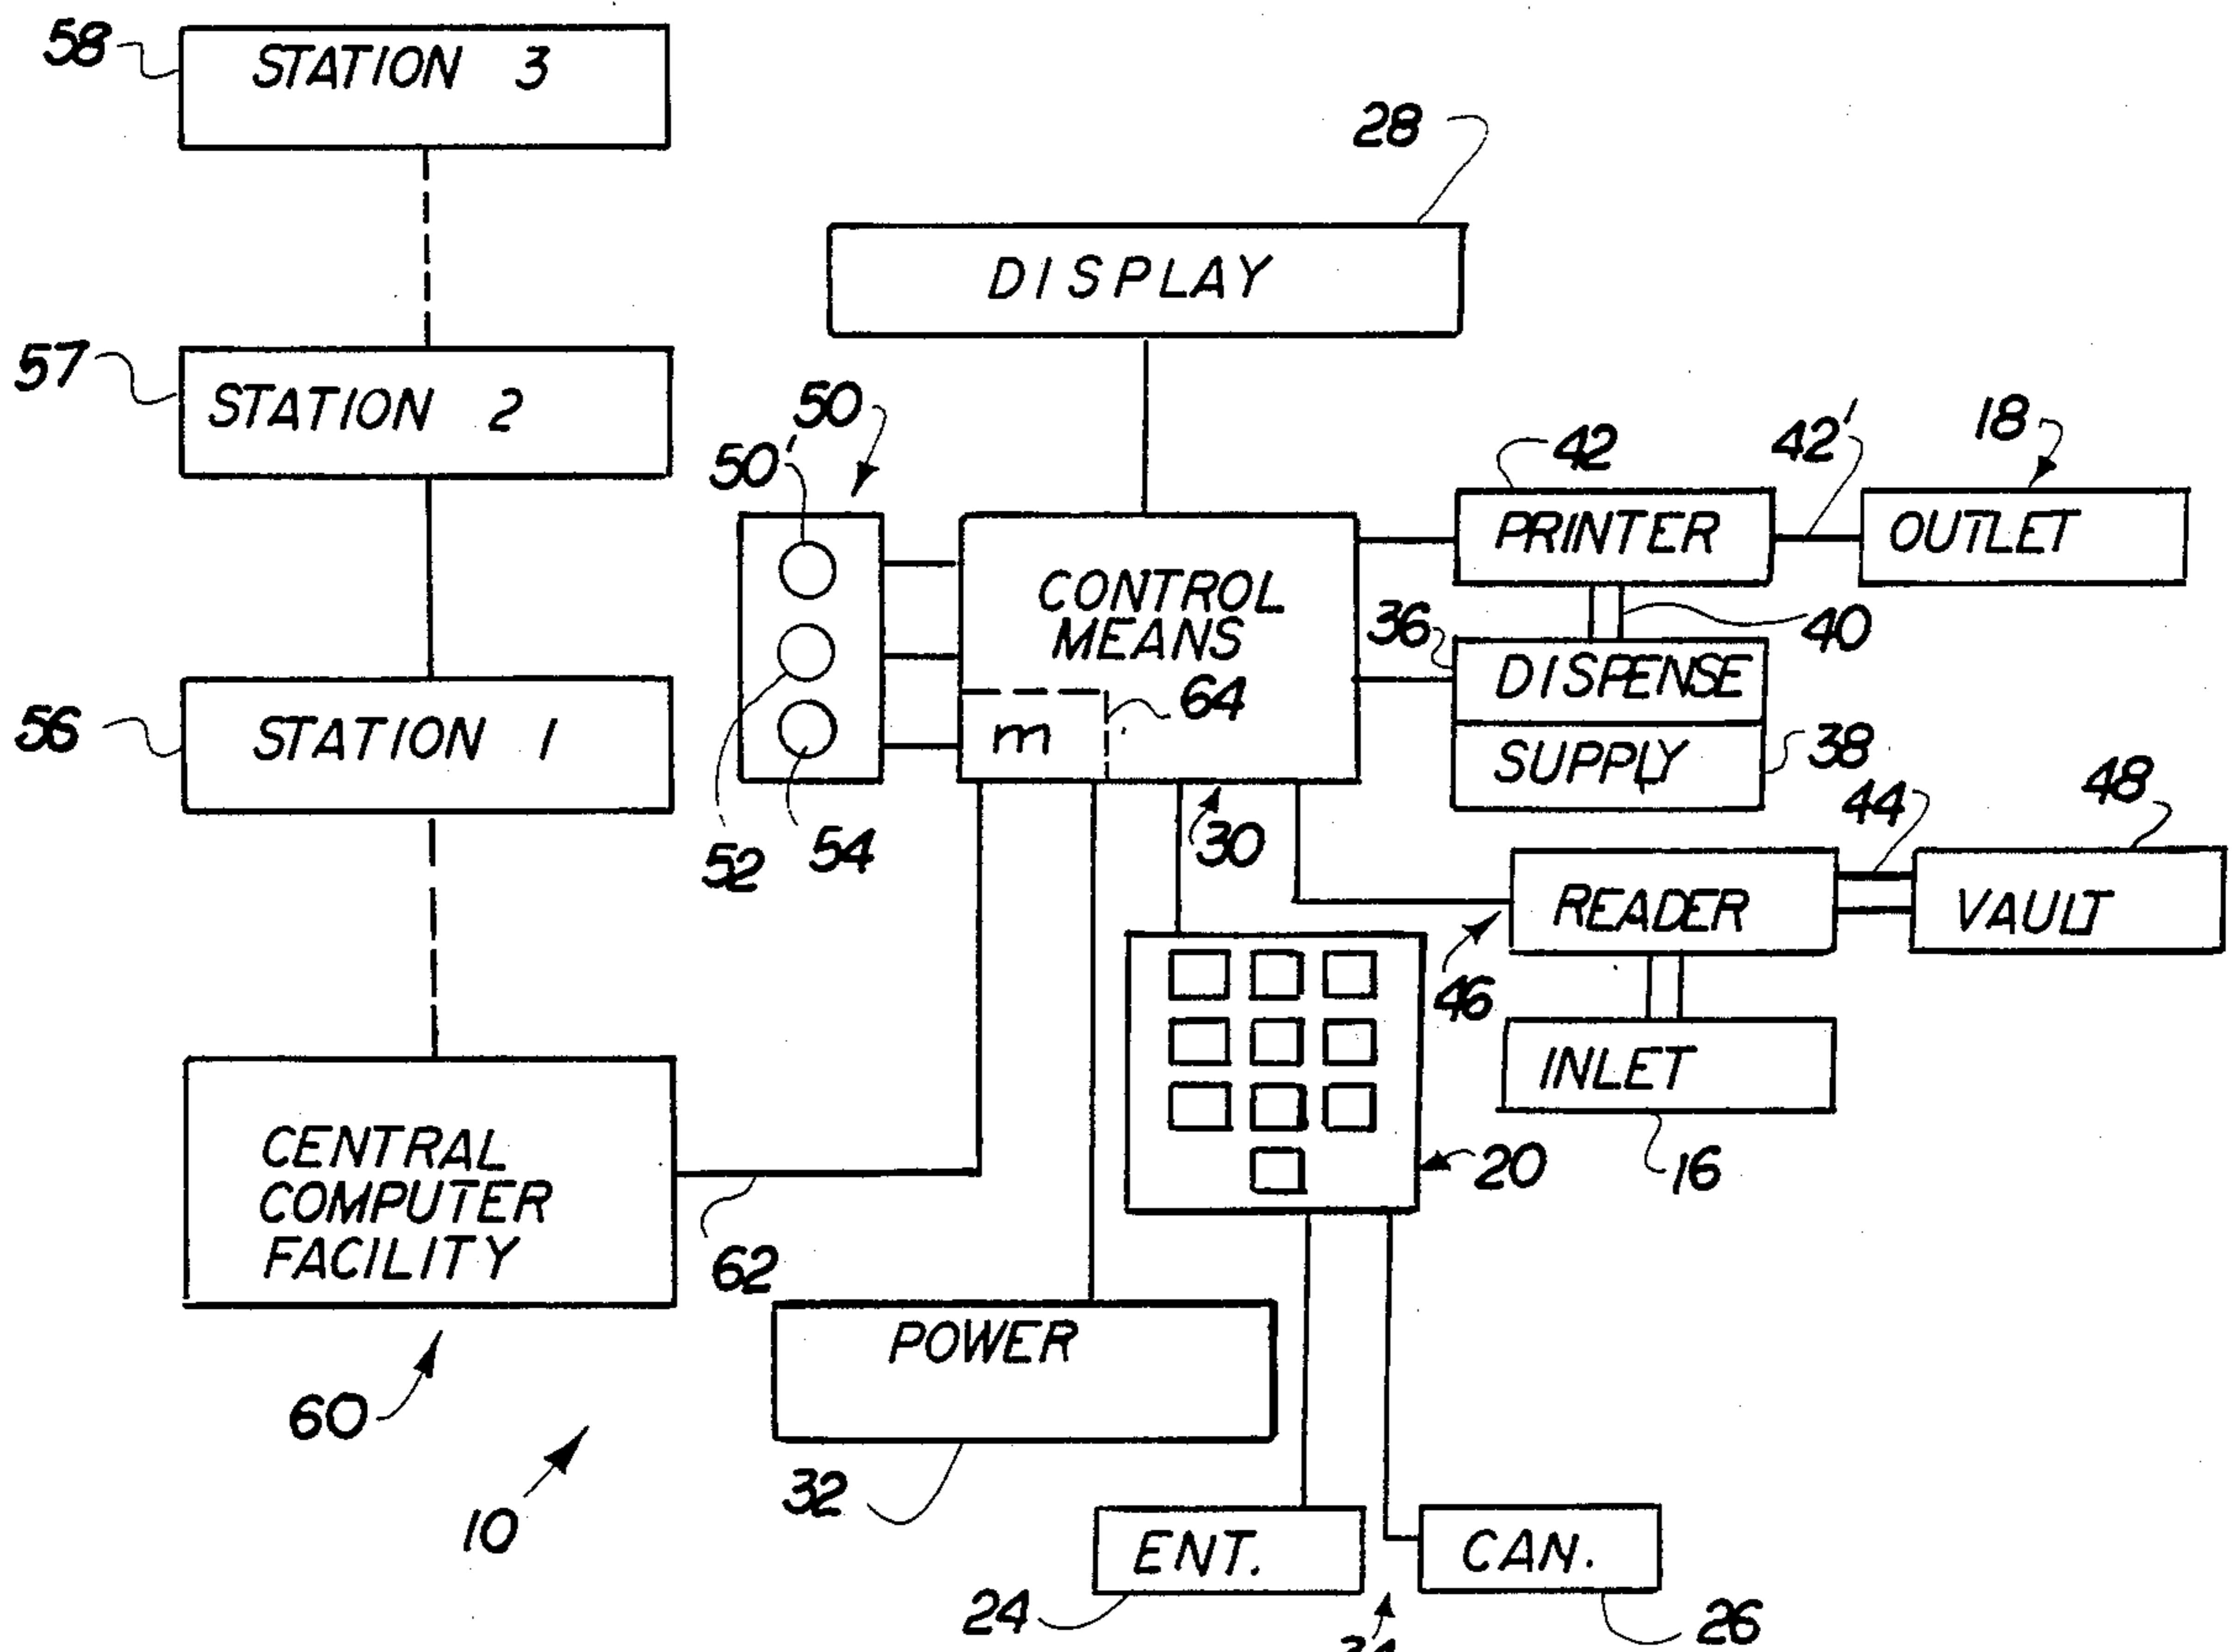 58
STATION 3
28
DISPLAY
57
STATION 2
50
50'
42
42'
18
PRINTER
OUTLET
CONTROL
MEANS
36
40
DISPENSE
64
m
56
STATION 1
SUPPLY
38
52
54
30
44
48
READER
VAULT
46
INLET
16
20
CENTRAL
COMPUTER
FACILITY
62
POWER
60
32
10
ENT.
CAN.
24
26